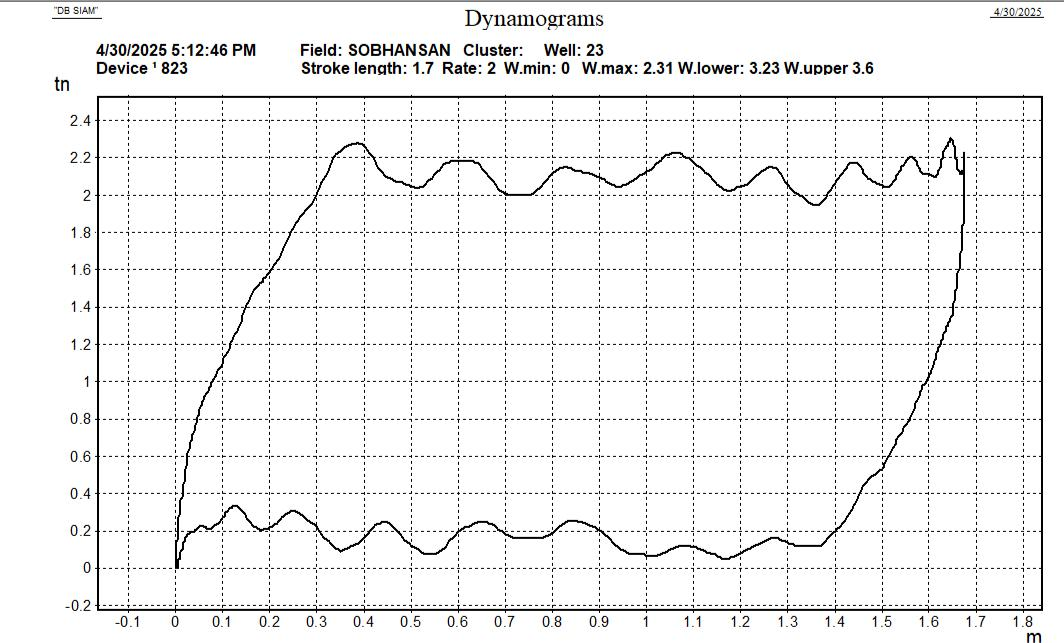 "DB SIAM"
4/30/2025
Dynamograms
4/30/2025 5:12:46 PM Field: SOBHANSAN Cluster: Well: 23
Device ¹ 823 Stroke length: 1.7 Rate: 2 W.min: 0 W.max: 2.31 W.lower: 3.23 W.upper 3.6
tn
2.4
2.2
2
1.8
1.6
1.4
1.2
1
0.8
0.6
0.4
0.2
0
-0.2
-0.1 0 0.1 0.2 0.3 0.4 0.5 0.6 0.7 0.8 0.9 1 1.1 1.2 1.3 1.4 1.5 1.6 1.7 1.8
m